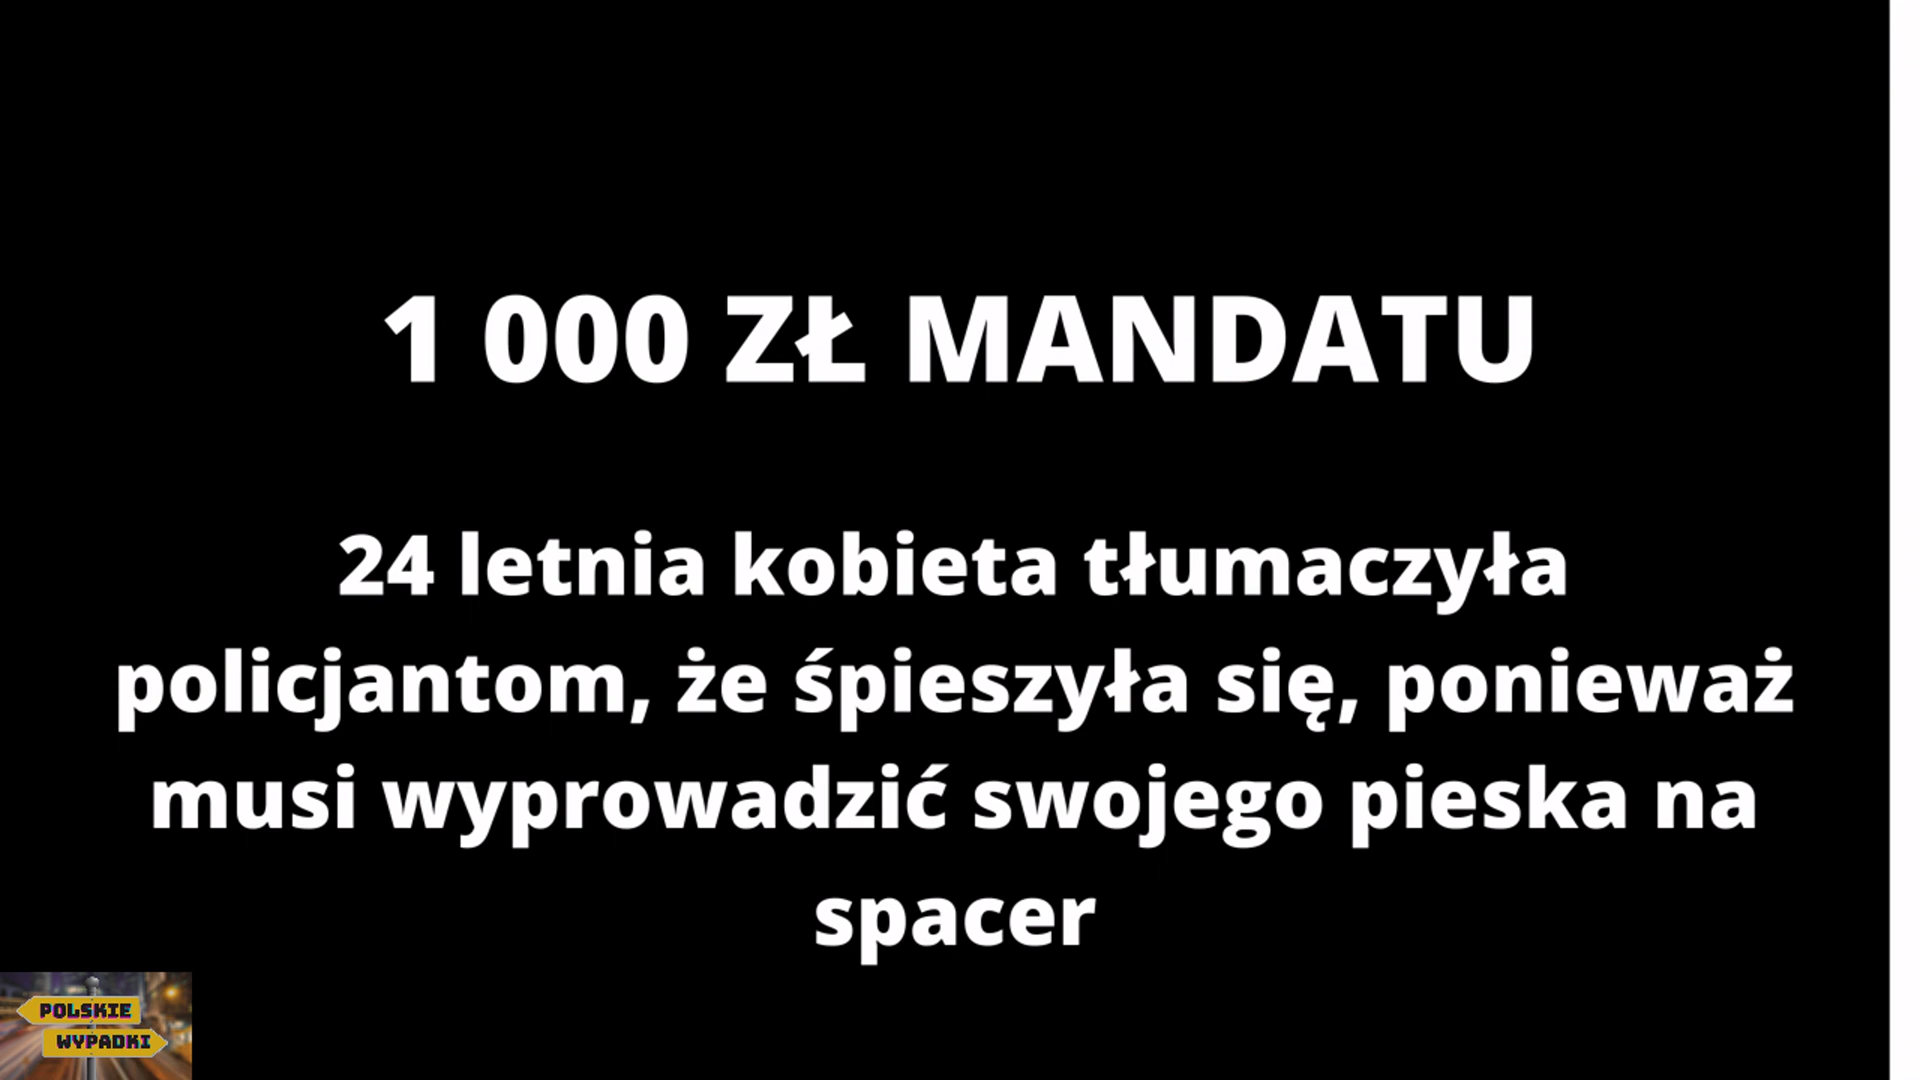 1 000 ZŁ MANDATU
24 letnia kobieta tłumaczyła
policjantom, że śpieszyła się, ponieważ
musi wyprowadzić swojego pieska na
spacer
POLSKIE
WYPADKI